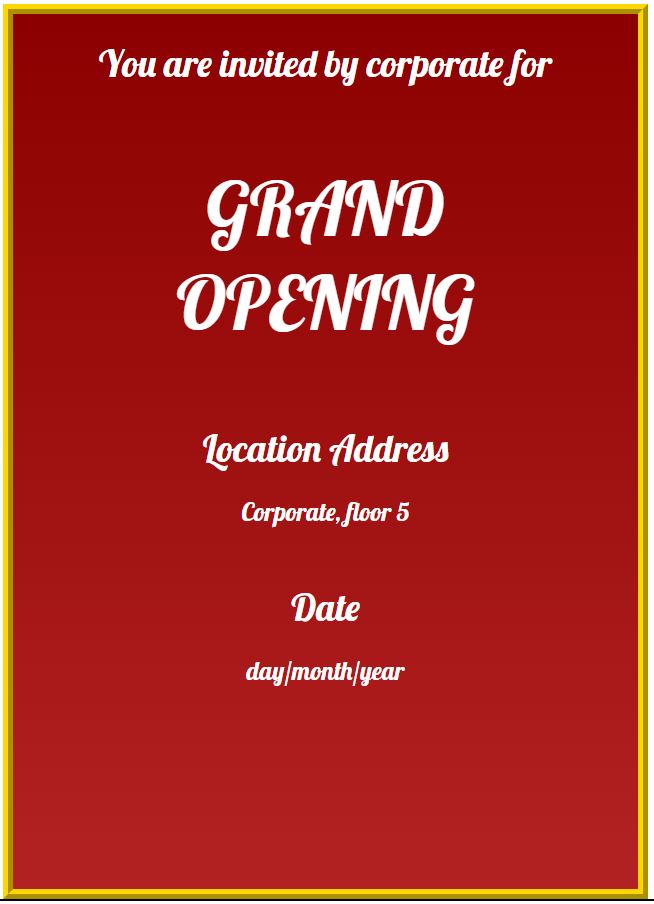 You are invited by corporate for
GRAND
OPENING
Location Address
Corporate, floor 5
Date
day/month/year